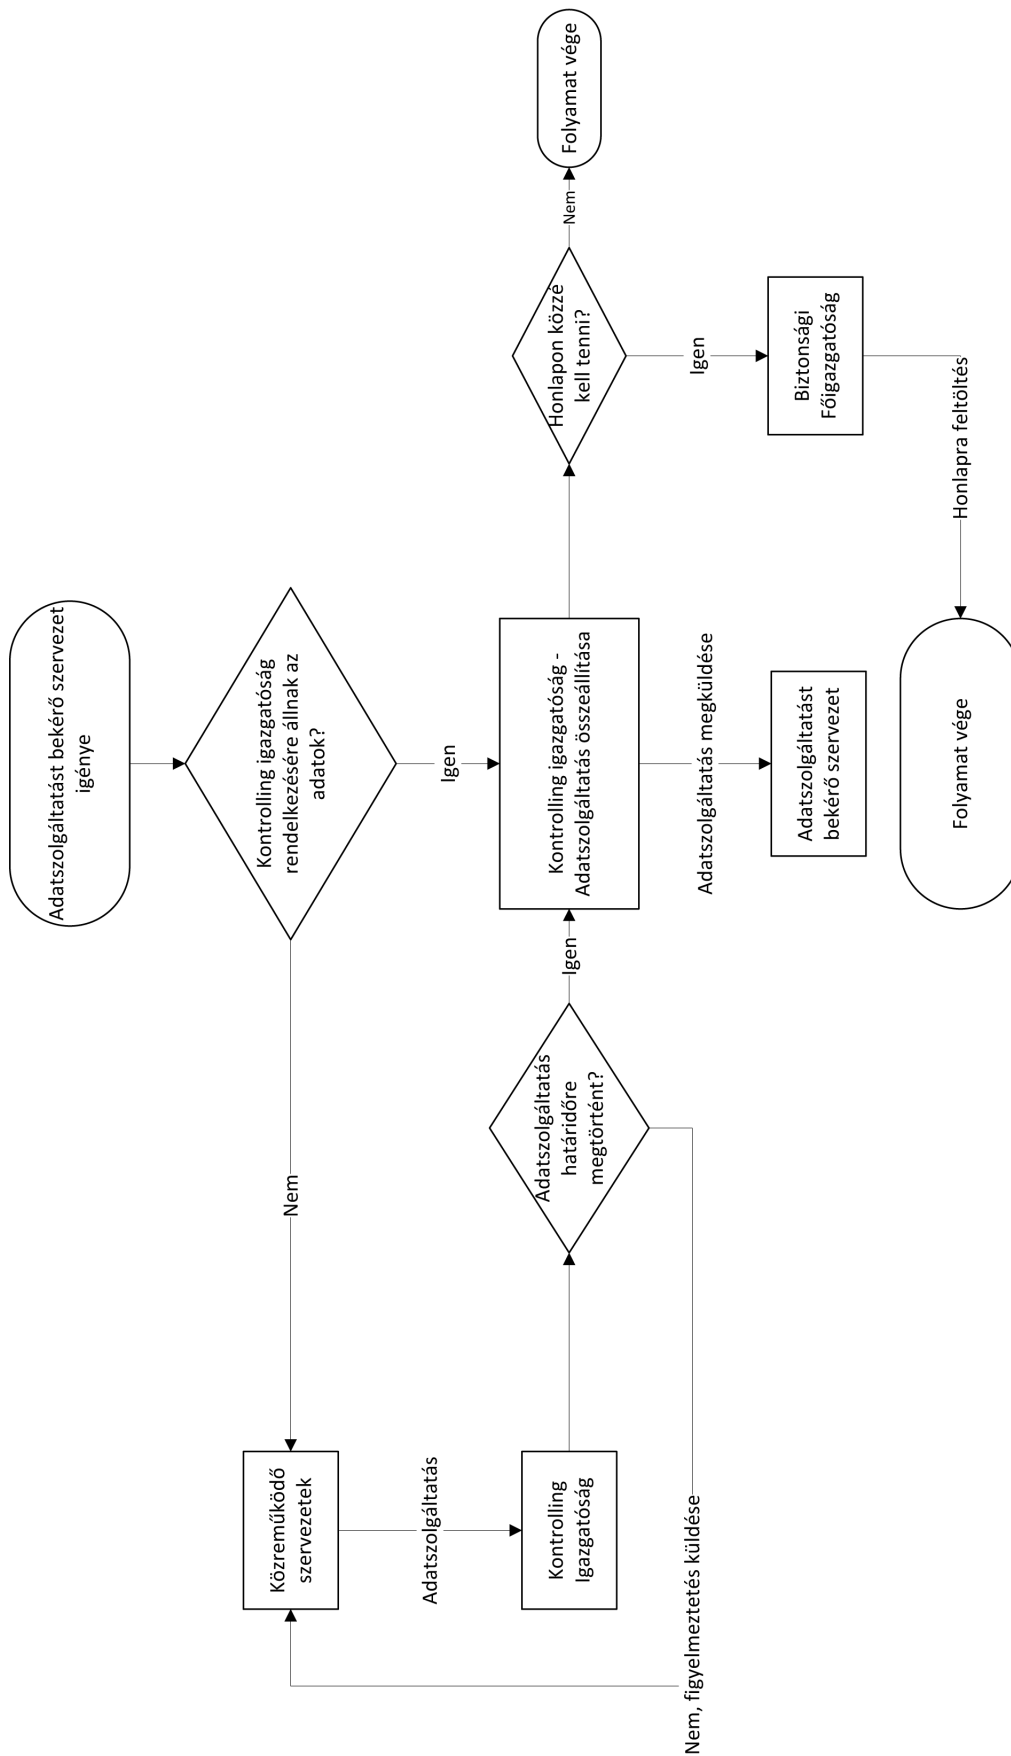 Adatszolgáltatást bekérő szervezet
igénye
Kontrolling igazgatóság
rendelkezésére állnak az
adatok?
Nem
Igen
Közreműködő
szervezetek
Adatszolgáltatás
Kontrolling
Igazgatóság
Adatszolgáltatás
határidőre
megtörtént?
Igen
Nem, figyelmeztetés küldése
Kontrolling igazgatóság -
Adatszolgáltatás összeállítása
Adatszolgáltatás megküldése
Adatszolgáltatást
bekérő szervezet
Honlapon közzé
kell tenni?
Nem
Folyamat vége
Igen
Biztonsági
Főigazgatóság
Honlapra feltöltés
Folyamat vége